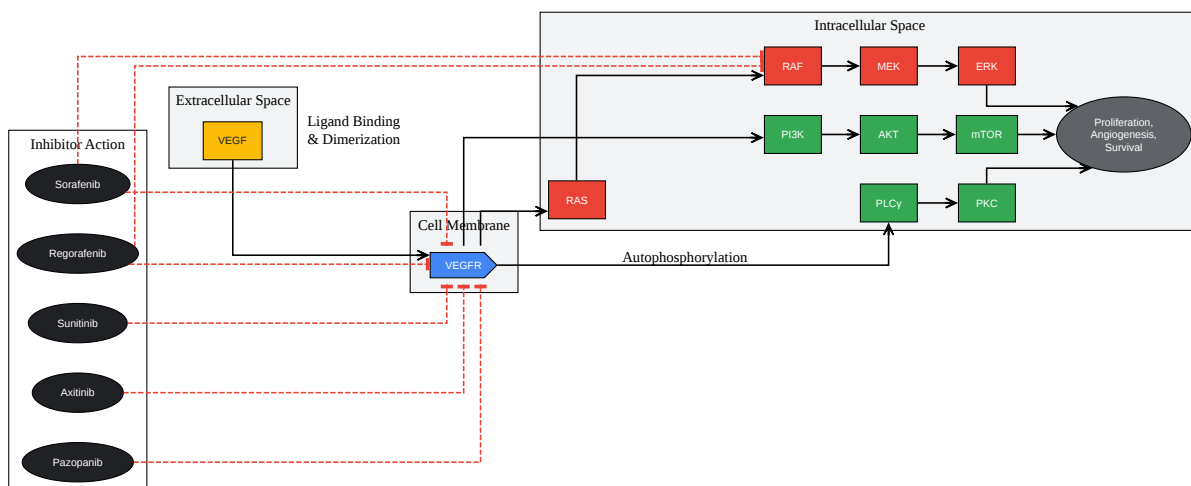 Intracellular Space
RAF
MEK
ERK
Extracellular Space
VEGF
Ligand Binding
& Dimerization
PI3K
AKT
mTOR
Proliferation,
Angiogenesis,
Survival
Inhibitor Action
Sorafenib
RAS
PLCγ
PKC
Cell Membrane
VEGFR
Autophosphorylation
Regorafenib
Sunitinib
Axitinib
Pazopanib